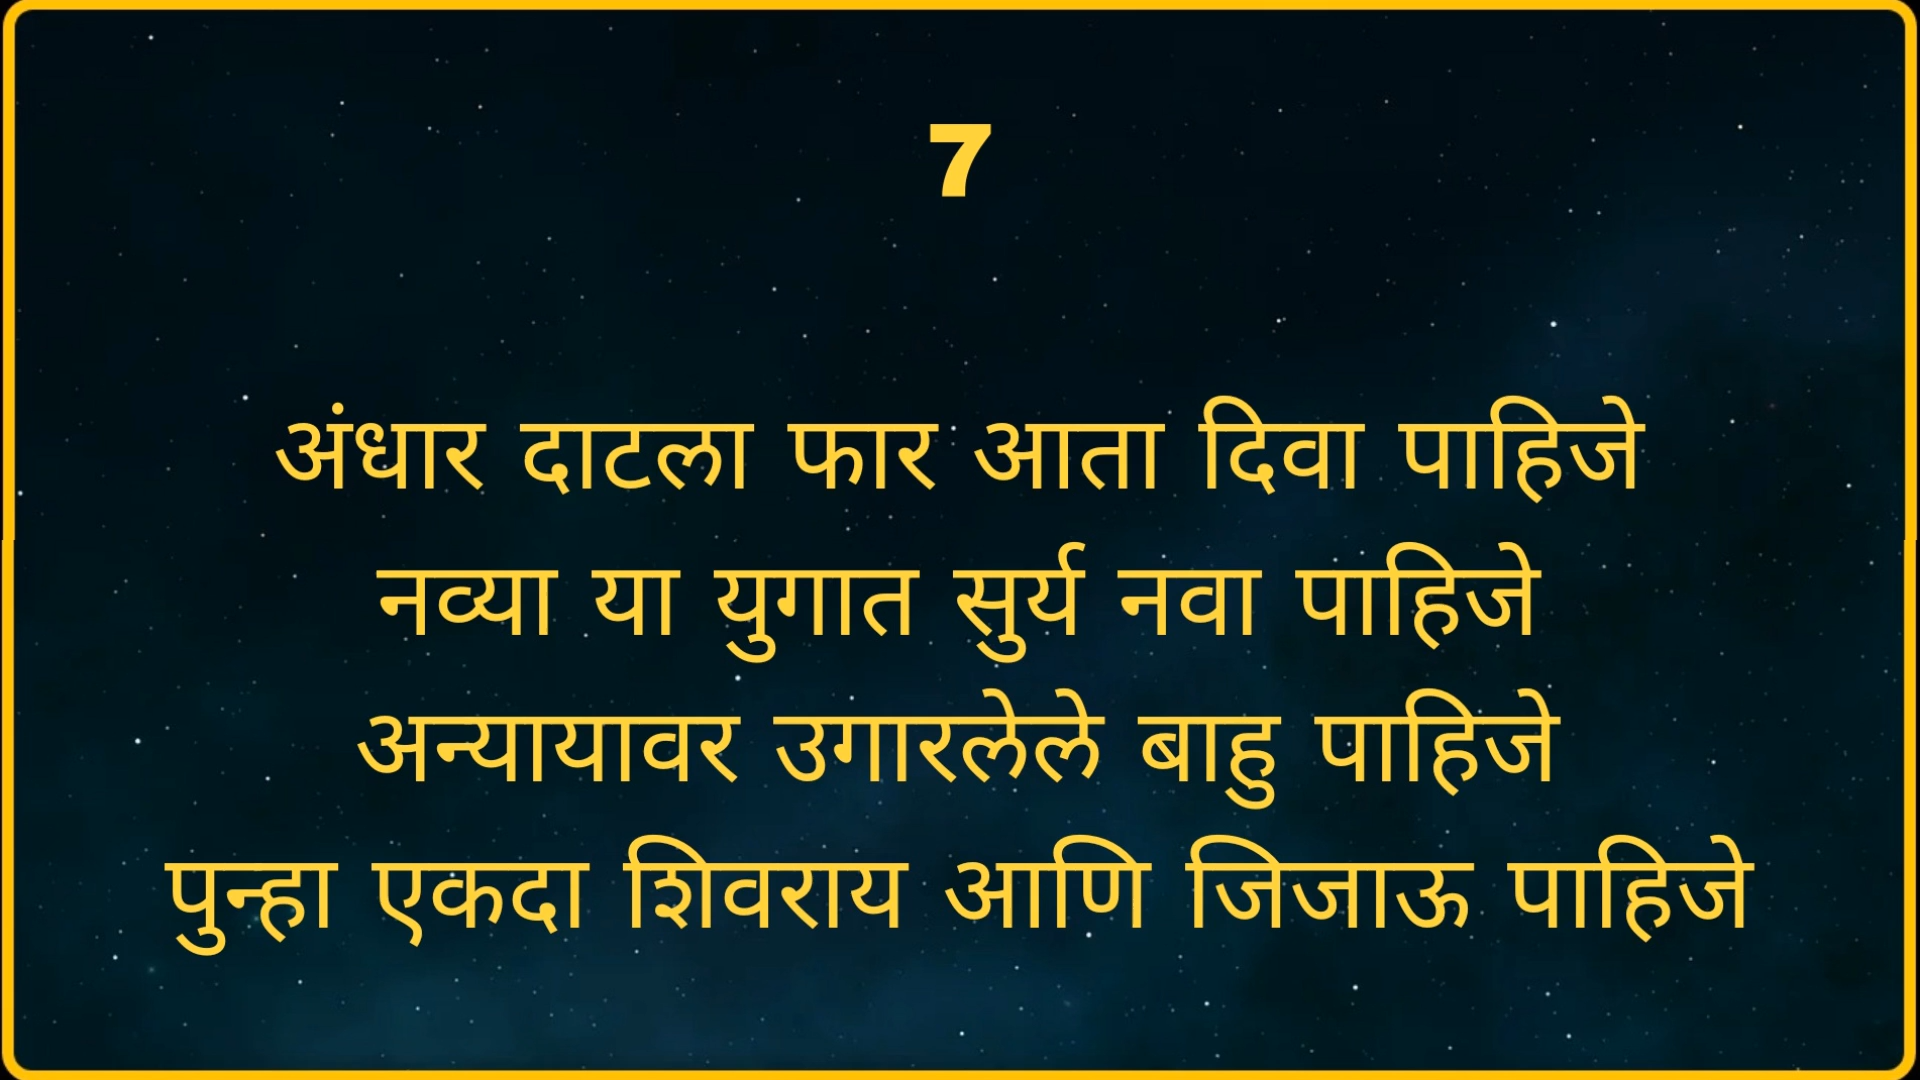 7
अंधार दाटला फार आता दिवा पाहिजे
नव्या या युगात सुर्य नवा पाहिजे
अन्यायावर उगारलेले बाहु पाहिजे
पुन्हा एकदा शिवराय आणि जिजाऊ पाहिजे